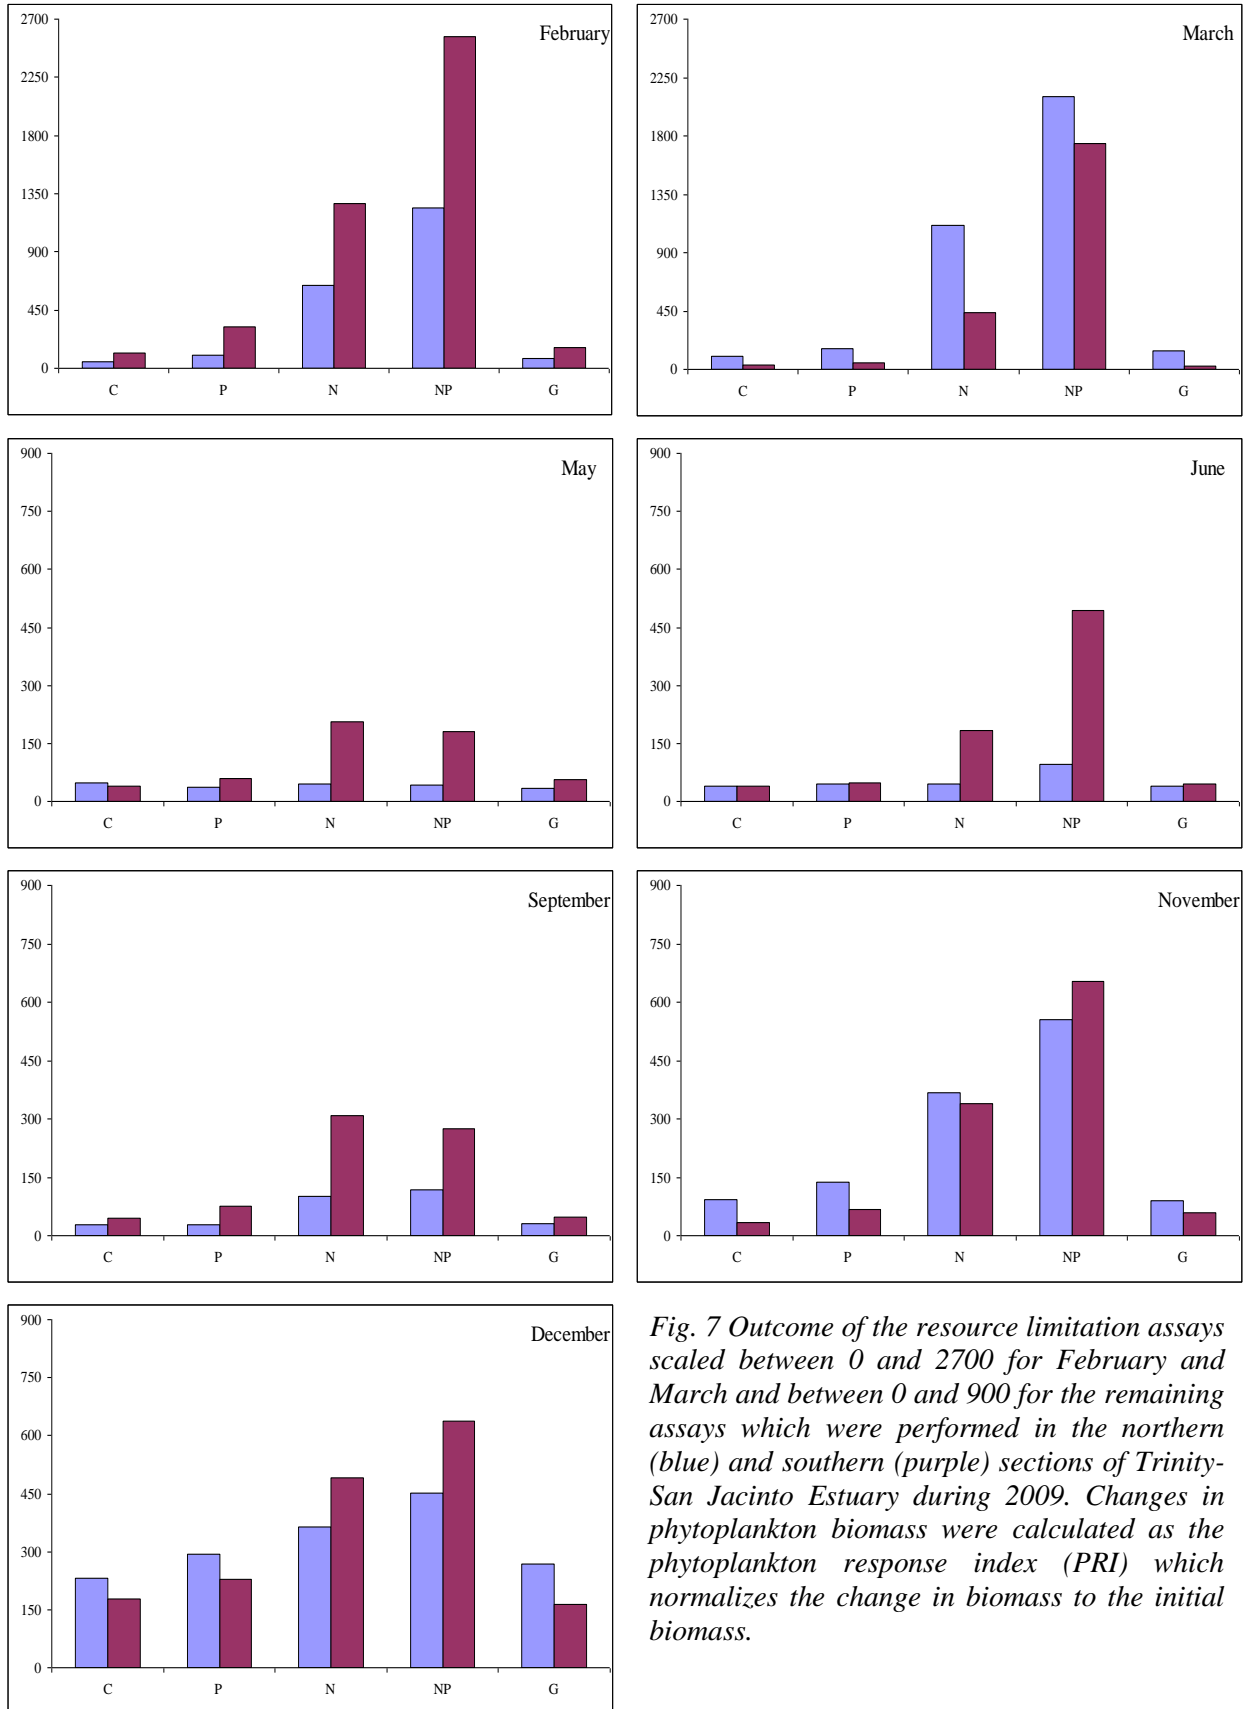 February
2700
2250
1800
1350
900
450
0
C P N NP G
March
2700
2250
1800
1350
900
450
0
C P N NP G
May
900
750
600
450
300
150
0
C P N NP G
June
900
750
600
450
300
150
0
C P N NP G
September
900
750
600
450
300
150
0
C P N NP G
November
900
750
600
450
300
150
0
C P N NP G
December
900
750
600
450
300
150
0
C P N NP G
Fig. 7 Outcome of the resource limitation assays
scaled between 0 and 2700 for February and
March and between 0 and 900 for the remaining
assays which were performed in the northern
(blue) and southern (purple) sections of Trinity-
San Jacinto Estuary during 2009. Changes in
phytoplankton biomass were calculated as the
phytoplankton response index (PRI) which
normalizes the change in biomass to the initial
biomass.